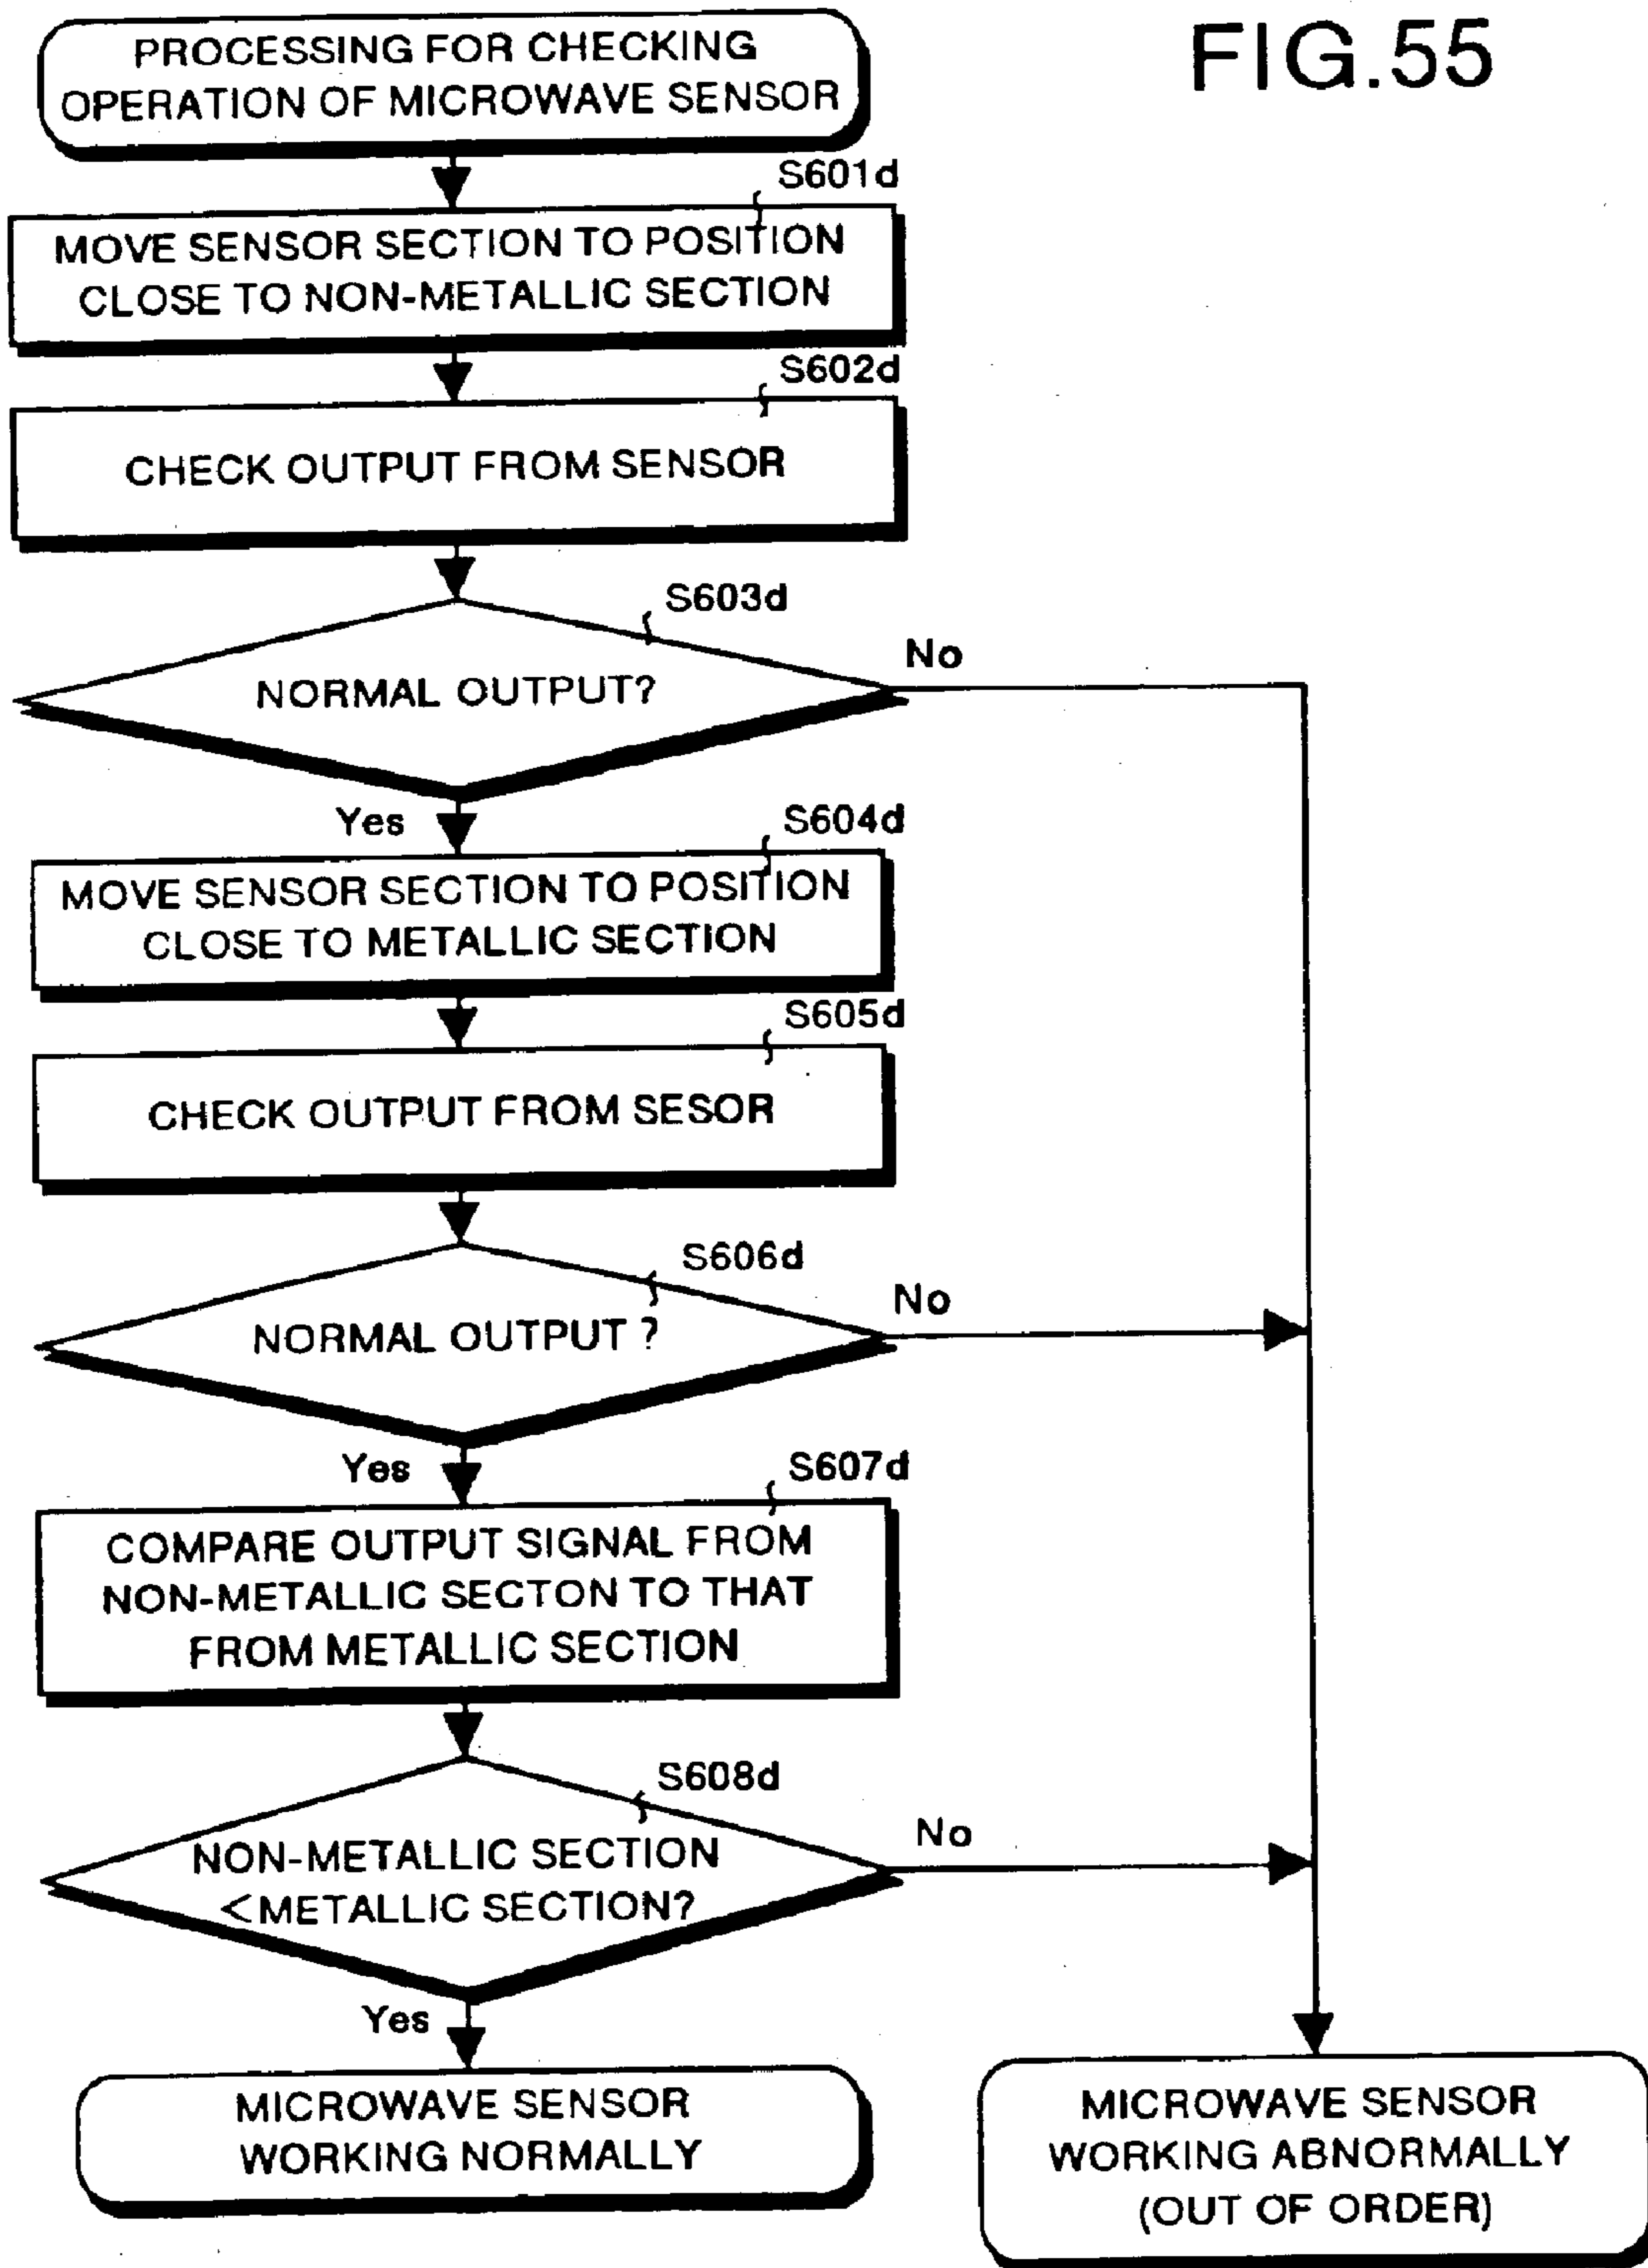 FIG.55
PROCESSING FOR CHECKING
OPERATION OF MICROWAVE SENSOR
S601d
MOVE SENSOR SECTION TO POSITION
CLOSE TO NON-METALLIC SECTION
S602d
CHECK OUTPUT FROM SENSOR
S603d
NORMAL OUTPUT?
No
Yes
S604d
MOVE SENSOR SECTION TO POSITION
CLOSE TO METALLIC SECTION
S605d
CHECK OUTPUT FROM SESOR
S606d
NORMAL OUTPUT ?
No
Yes
S607d
COMPARE OUTPUT SIGNAL FROM
NON-METALLIC SECTON TO THAT
FROM METALLIC SECTION
S608d
NON-METALLIC SECTION
<METALLIC SECTION?
No
Yes
MICROWAVE SENSOR
WORKING NORMALLY
MICROWAVE SENSOR
WORKING ABNORMALLY
(OUT OF ORDER)